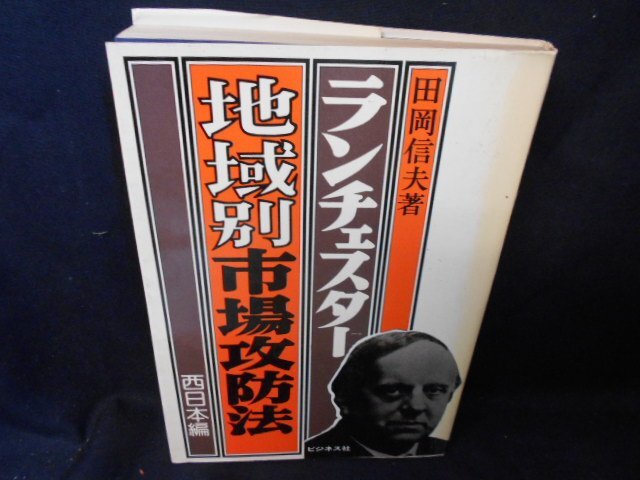 田岡信夫著
ランチェスター
地域別市場攻防法
西日本編
ビジネス社